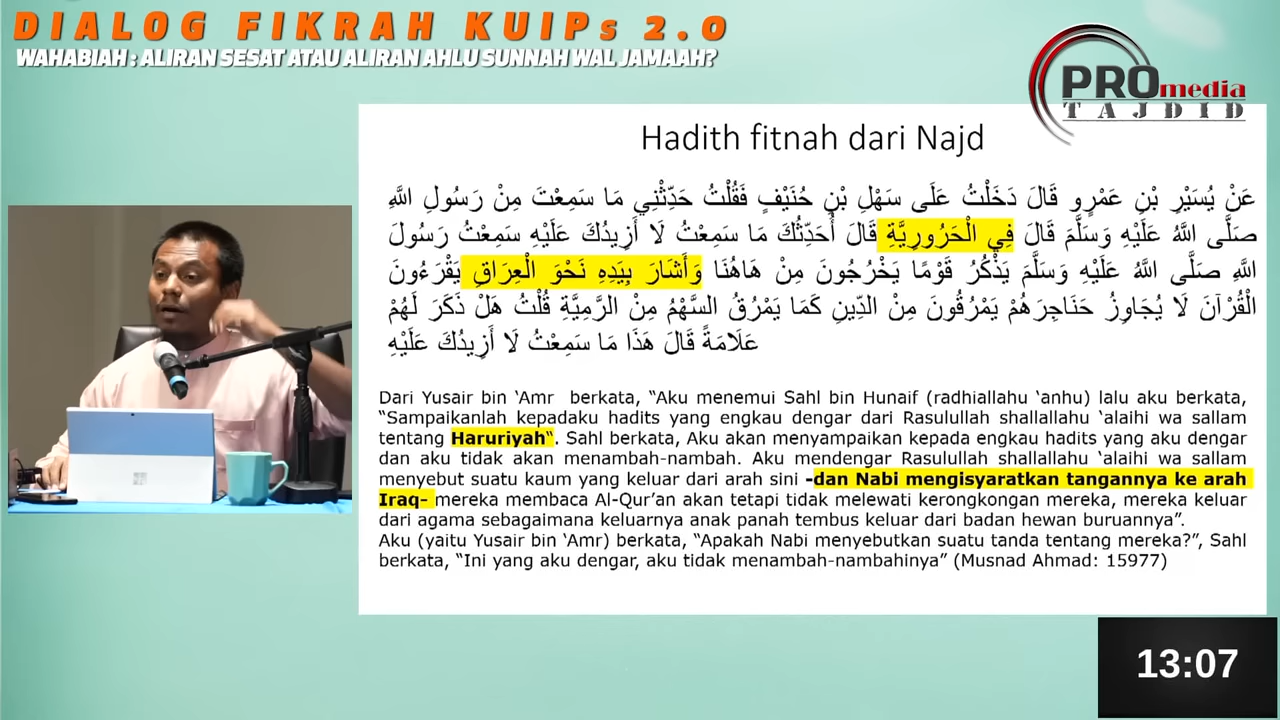 DIALOG FIKRAH KUIPs 2.0
WAHABIAH : ALIRAN SESAT ATAU ALIRAN AHLU SUNNAH WAL JAMAAH?
PROmedia
TAJDID
Hadith fitnah dari Najd
عَنْ يُسَيْرِ بْنِ عَمْرٍو قَالَ دَخَلْتُ عَلَى سَهْلِ بْنِ حُنَيْفٍ فَقُلْتُ حَدِّثْنِي مَا سَمِعْتَ مِنْ رَسُولِ اللَّهِ
صَلَّى اللَّهُ عَلَيْهِ وَسَلَّمَ قَالَ فِي الْحَرُورِيَّةِ قَالَ أُحَدِّثُكَ مَا سَمِعْتُ لَا أَزِيدُكَ عَلَيْهِ سَمِعْتُ رَسُولَ
اللَّهِ صَلَّى اللَّهُ عَلَيْهِ وَسَلَّمَ يَذْكُرُ قَوْمًا يَخْرُجُونَ مِنْ هَاهُنَا وَأَشَارَ بِيَدِهِ نَحْوَ الْعِرَاقِ يَقْرَءُونَ
الْقُرْآنَ لَا يُجَاوِزُ حَنَاجِرَهُمْ يَمْرُقُونَ مِنْ الدِّينِ كَمَا يَمْرُقُ السَّهْمُ مِنْ الرَّمِيَّةِ قُلْتُ هَلْ ذَكَرَ لَهُمْ
عَلَامَةً قَالَ هَذَا مَا سَمِعْتُ لَا أَزِيدُكَ عَلَيْهِ
Dari Yusair bin ‘Amr berkata, “Aku menemui Sahl bin Hunaif (radhiallahu ‘anhu) lalu aku berkata,
“Sampaikanlah kepadaku hadits yang engkau dengar dari Rasulullah shallallahu ‘alaihi wa sallam
tentang Haruriyah“. Sahl berkata, Aku akan menyampaikan kepada engkau hadits yang aku dengar
dan aku tidak akan menambah-nambah. Aku mendengar Rasulullah shallallahu ‘alaihi wa sallam
menyebut suatu kaum yang keluar dari arah sini -dan Nabi mengisyaratkan tangannya ke arah
Iraq- mereka membaca Al-Qur’an akan tetapi tidak melewati kerongkongan mereka, mereka keluar
dari agama sebagaimana keluarnya anak panah tembus keluar dari badan hewan buruannya”.
Aku (yaitu Yusair bin ‘Amr) berkata, “Apakah Nabi menyebutkan suatu tanda tentang mereka?”, Sahl
berkata, “Ini yang aku dengar, aku tidak menambah-nambahinya” (Musnad Ahmad: 15977)
13:07